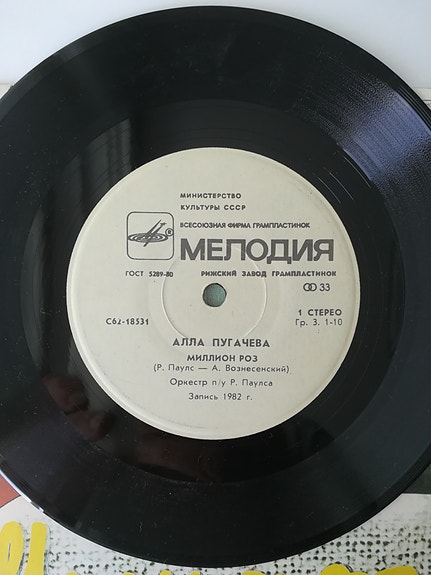 МИНИСТЕРСТВО
КУЛЬТУРЫ СССР
ВСЕСОЮЗНАЯ ФИРМА ГРАМПЛАСТИНОК
МЕЛОДИЯ
ГОСТ 5289-80 РИЖСКИЙ ЗАВОД ГРАМПЛАСТИНОК 33
С62-18531
1 СТЕРЕО
Гр. 3. 1-10
АЛЛА ПУГАЧЕВА
МИЛЛИОН РОЗ
(Р. Паулс — А. Вознесенский)
Оркестр п/у Р. Паулса
Запись 1982 г.